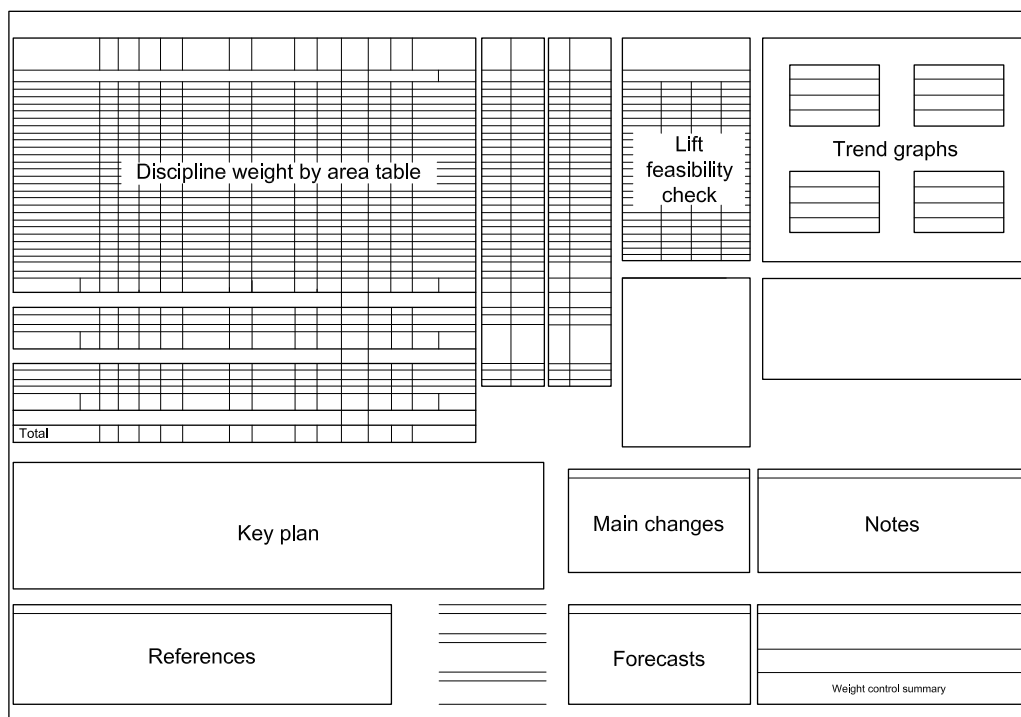 Discipline weight by area table
Lift
feasibility
check
Trend graphs
Total
Key plan
Main changes
Notes
References
Forecasts
Weight control summary